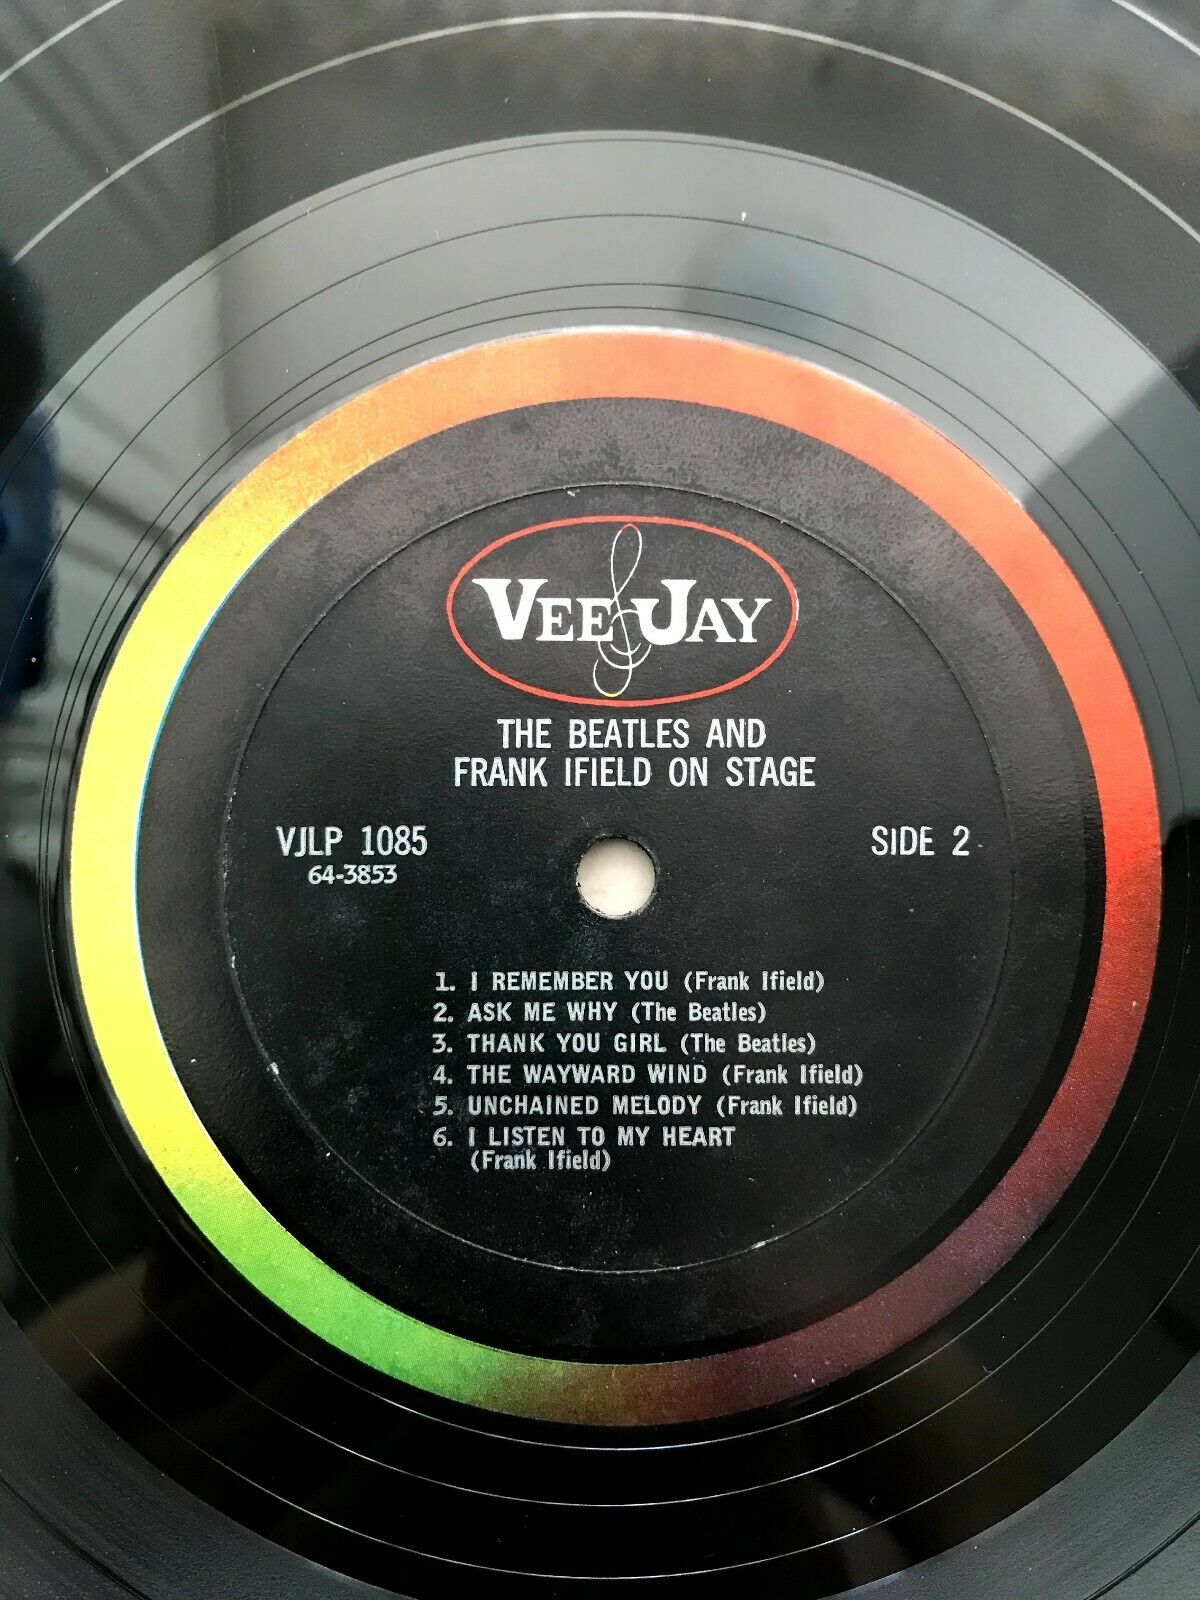 VEE JAY
THE BEATLES AND
FRANK IFIELD ON STAGE
VJLP 1085
64-3853
SIDE 2
1. I REMEMBER YOU (Frank Ifield)
2. ASK ME WHY (The Beatles)
3. THANK YOU GIRL (The Beatles)
4. THE WAYWARD WIND (Frank Ifield)
5. UNCHAINED MELODY (Frank Ifield)
6. I LISTEN TO MY HEART
(Frank Ifield)